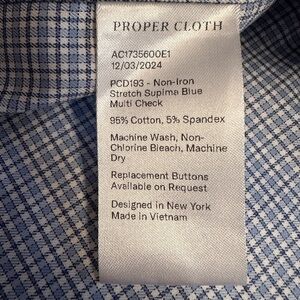 PROPER CLOTH
AC1735600E1
12/03/2024
PCD193 - Non-Iron
Stretch Supima Blue
Multi Check
95% Cotton, 5% Spandex
Machine Wash, Non-
Chlorine Bleach, Machine
Dry
Replacement Buttons
Available on Request
Designed in New York
Made in Vietnam